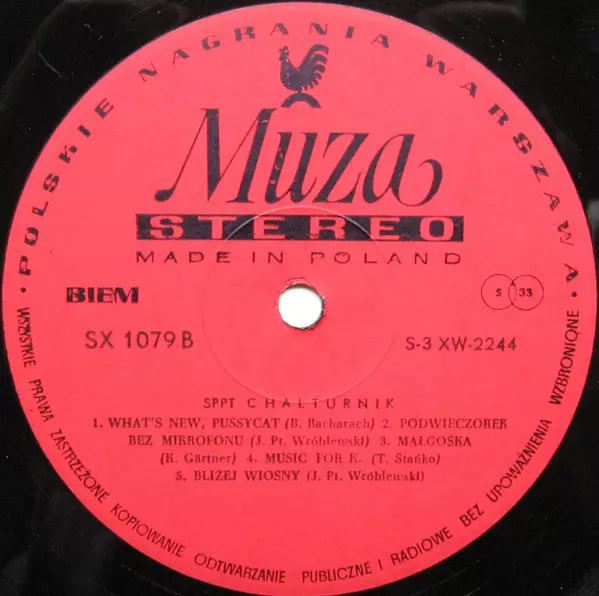 • POLSKIE NAGRANIA WARSZAWA •
Muza
STEREO
MADE IN POLAND
BIEM
S 33
SX 1079 B
S-3 XW-2244
SPPT CHAŁTURNIK
1. WHAT'S NEW, PUSSYCAT (B. Bacharach) 2. PODWIECZOREK
BEZ MIKROFONU (J. Pt. Wróblewski) 3. MAŁGOŚKA
(K. Gärtner) 4. MUSIC FOR K. (T. Stańko)
5. BLIŻEJ WIOSNY (J. Pt. Wróblewski)
WSZYSTKIE PRAWA ZASTRZEŻONE KOPIOWANIE ODTWARZANIE PUBLICZNE I RADIOWE BEZ UPOWAŻNIENIA WZBRONIONE